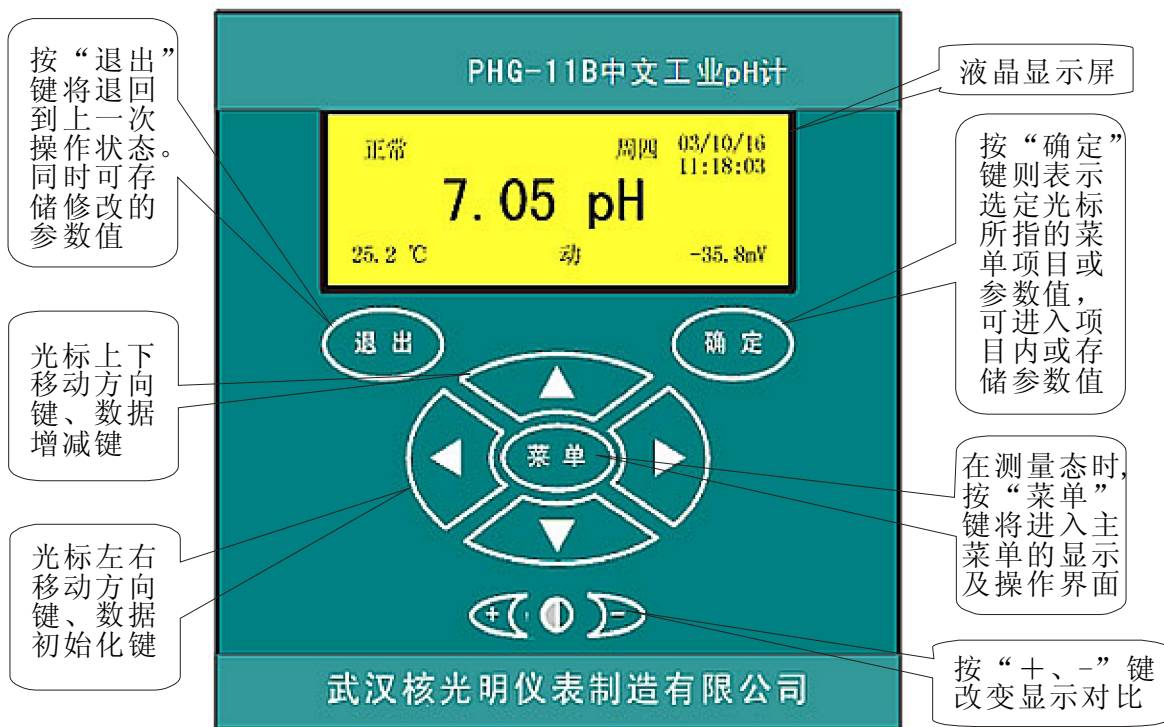 PHG-11B中文工业pH计
正常
周四
03/10/16
11:18:03
7.05 pH
25.2 ℃
动
-35.8mV
退出
确定
菜单
+
-
武汉核光明仪表制造有限公司
按“退出”
键将退回
到上一次
操作状态。
同时可存
储修改的
参数值
光标上下
移动方向
键、数据
增减键
光标左右
移动方向
键、数据
初始化键
液晶显示屏
按“确定”
键则表示
选定光标
所指的菜
单项目或
参数值，
可进入项
目内或存
储参数值
在测量态时,
按“菜单”
键将进入主
菜单的显示
及操作界面
按“＋、-”键
改变显示对比